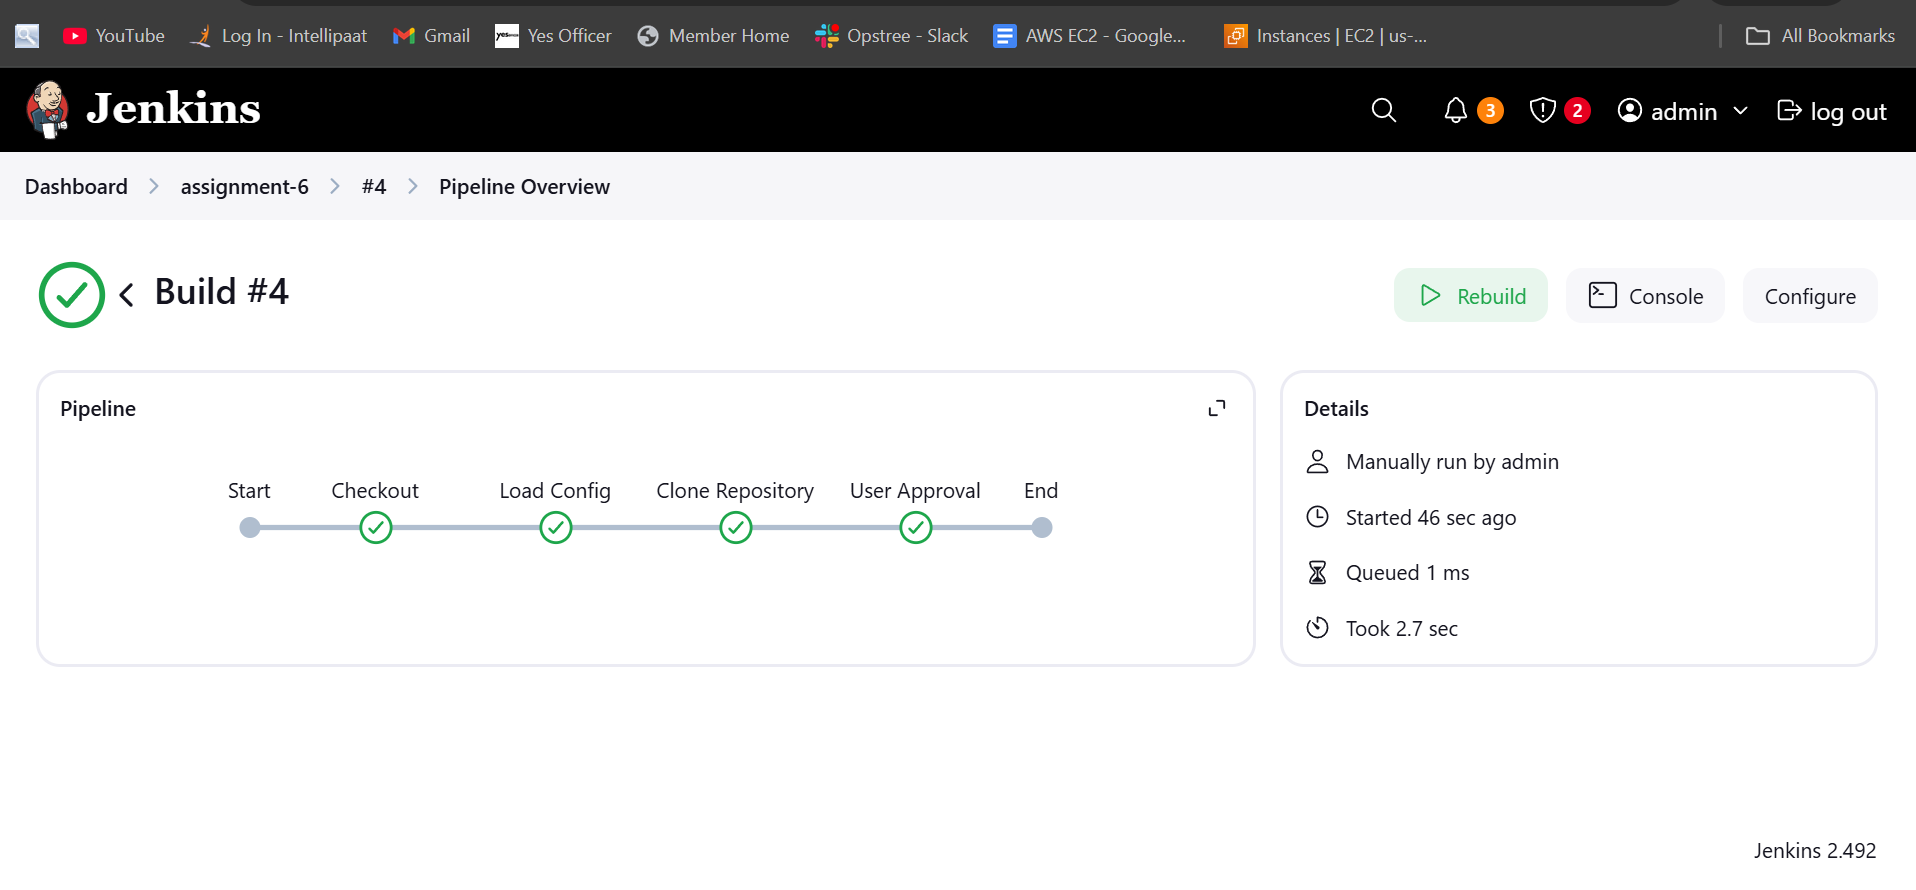 YouTube Log In - Intellipaat Gmail yes Yes Officer Member Home Opstree - Slack AWS EC2 - Google... Instances | EC2 | us-... All Bookmarks
Jenkins 3 2 admin log out
Dashboard assignment-6 #4 Pipeline Overview
Build #4 Rebuild Console Configure
Pipeline
Start Checkout Load Config Clone Repository User Approval End
Details
Manually run by admin
Started 46 sec ago
Queued 1 ms
Took 2.7 sec
Jenkins 2.492